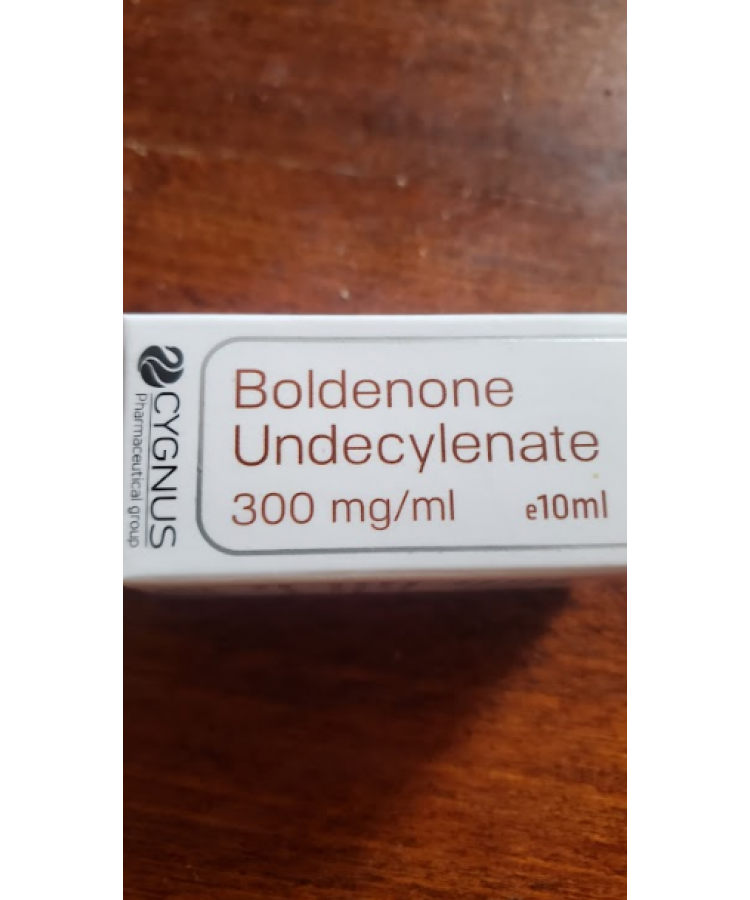 Boldenone
Undecylenate
300 mg/ml e10ml
CYGNUS
Pharmaceutical group